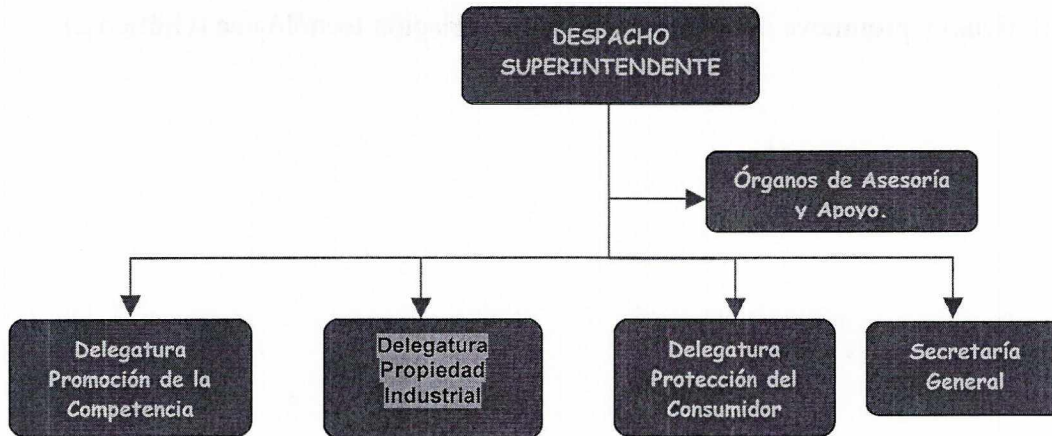 DESPACHO
SUPERINTENDENTE
Órganos de Asesoría
y Apoyo.
Delegatura
Promoción de la
Competencia
Delegatura
Propiedad
Industrial
Delegatura
Protección del
Consumidor
Secretaría
General